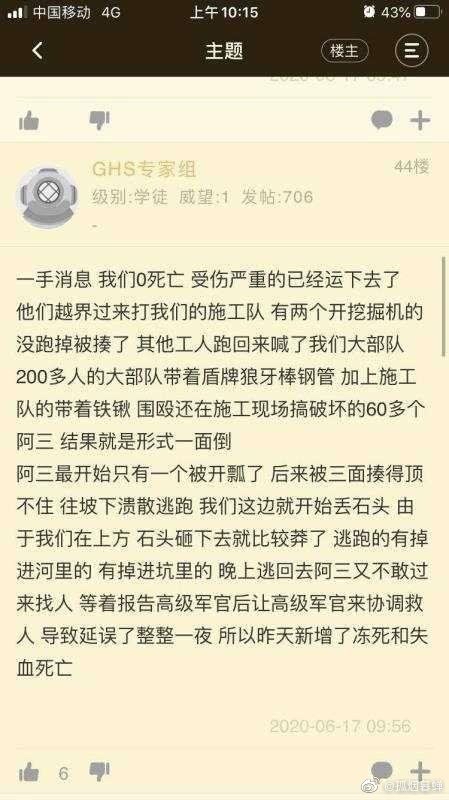 中国移动 4G 上午10:15 43%
主题 楼主
2020-06-17 09:47
GHS专家组 44楼
级别:学徒 威望:1 发帖:706
-
一手消息 我们0死亡 受伤严重的已经运下去了
他们越界过来打我们的施工队 有两个开挖掘机的
没跑掉被揍了 其他工人跑回来喊了我们大部队
200多人的大部队带着盾牌狼牙棒钢管 加上施工
队的带着铁锹 围殴还在施工现场搞破坏的60多个
阿三 结果就是形式一面倒
阿三最开始只有一个被开瓢了 后来被三面揍得顶
不住 往坡下溃散逃跑 我们这边就开始丢石头 由
于我们在上方 石头砸下去就比较莽了 逃跑的有掉
进河里的 有掉进坑里的 晚上逃回去阿三又不敢过
来找人 等着报告高级军官后让高级军官来协调救
人 导致延误了整整一夜 所以昨天新增了冻死和失
血死亡
2020-06-17 09:56
6